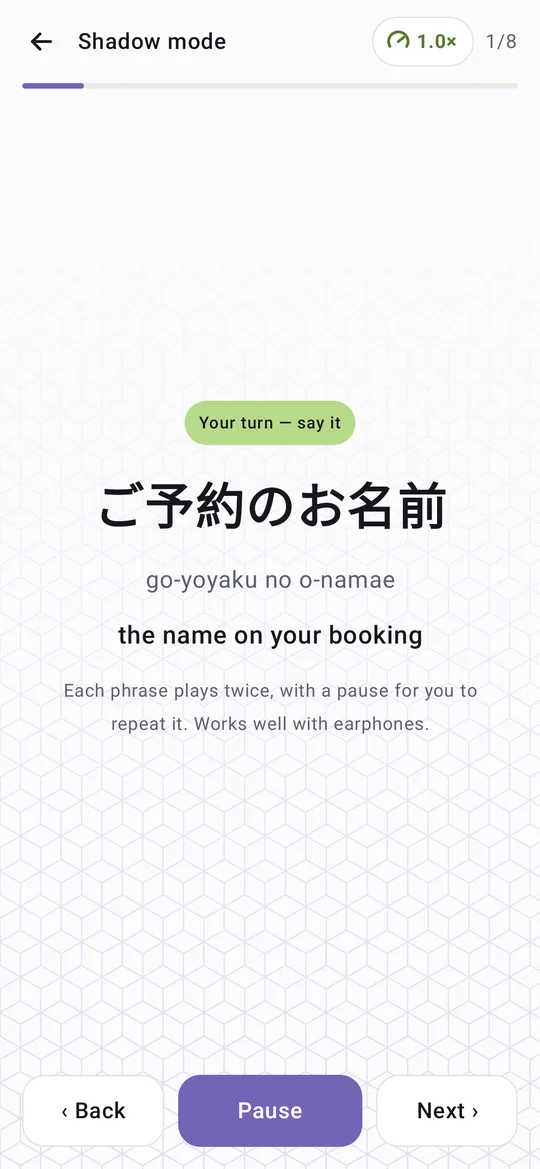 Shadow mode
1.0×
1/8
Your turn — say it
ご予約のお名前
go-yoyaku no o-namae
the name on your booking
Each phrase plays twice, with a pause for you to
repeat it. Works well with earphones.
‹ Back
Pause
Next ›